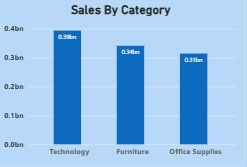 Sales By Category
0.4bn
0.3bn
0.2bn
0.1bn
0.0bn
0.39bn
0.34bn
0.31bn
Technology
Furniture
Office Supplies